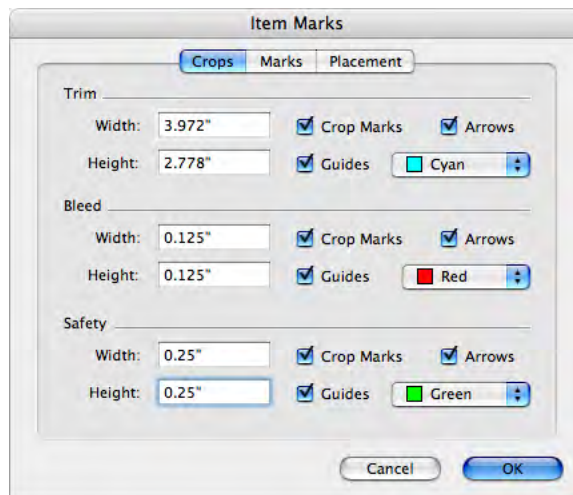 Item Marks
Crops Marks Placement
Trim
Width: 3.972" Crop Marks Arrows
Height: 2.778" Guides Cyan
Bleed
Width: 0.125" Crop Marks Arrows
Height: 0.125" Guides Red
Safety
Width: 0.25" Crop Marks Arrows
Height: 0.25" Guides Green
Cancel OK